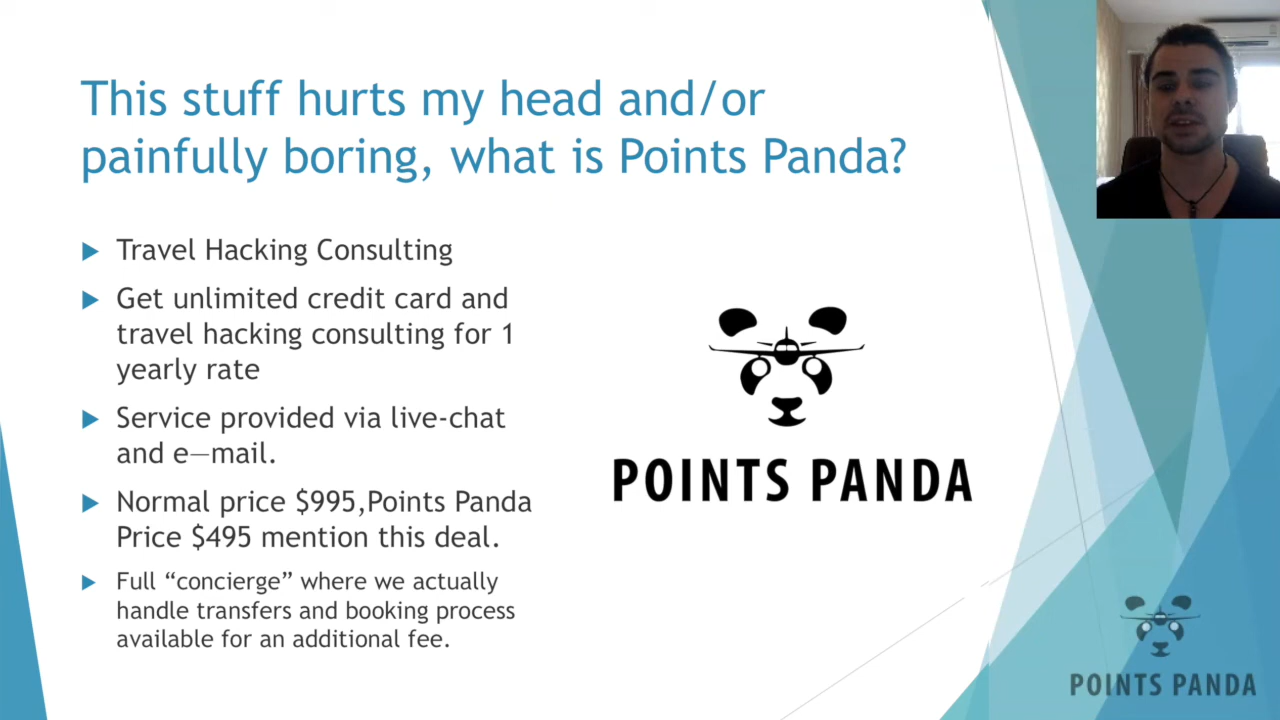 This stuff hurts my head and/or
painfully boring, what is Points Panda?
Travel Hacking Consulting
Get unlimited credit card and
travel hacking consulting for 1
yearly rate
Service provided via live-chat
and e—mail.
Normal price $995,Points Panda
Price $495 mention this deal.
Full “concierge” where we actually
handle transfers and booking process
available for an additional fee.
POINTS PANDA
POINTS PANDA